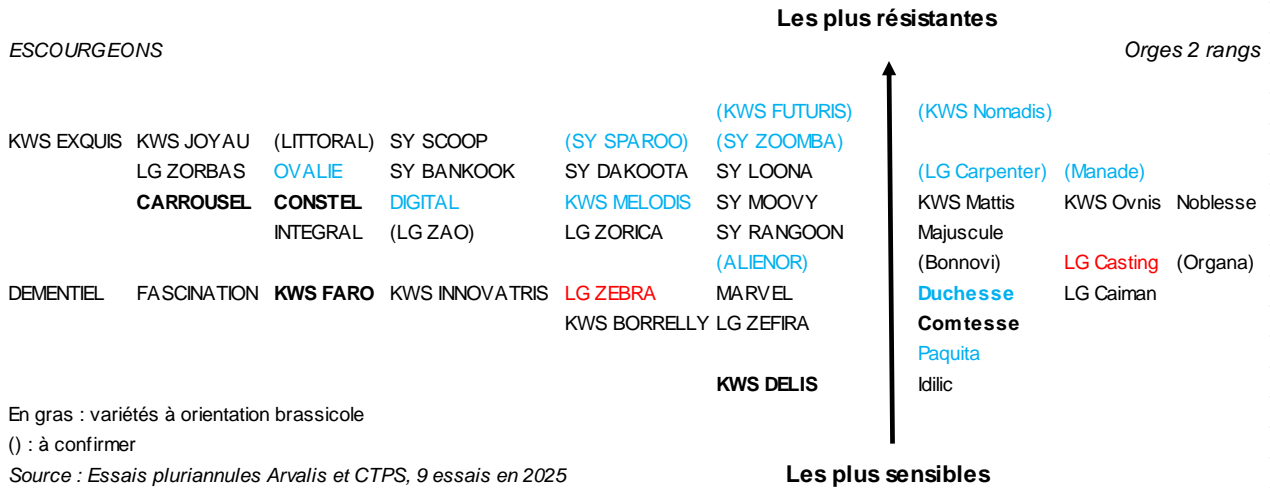 Les plus résistantes
ESCOURGEONS Orges 2 rangs
(KWS FUTURIS) (KWS Nomadis)
KWS EXQUIS KWS JOYAU (LITTORAL) SY SCOOP (SY SPAROO) (SY ZOOMBA)
LG ZORBAS OVALIE SY BANKOOK SY DAKOOTA SY LOONA (LG Carpenter) (Manade)
CARROUSEL CONSTEL DIGITAL KWS MELODIS SY MOOVY KWS Mattis KWS Ovnis Noblesse
INTEGRAL (LG ZAO) LG ZORICA SY RANGOON Majuscule
(ALIENOR) (Bonnovi) LG Casting (Organa)
DEMENTIEL FASCINATION KWS FARO KWS INNOVATRIS LG ZEBRA MARVEL Duchesse LG Caiman
KWS BORRELLY LG ZEFIRA Comtesse
Paquita
KWS DELIS Idilic
En gras : variétés à orientation brassicole
() : à confirmer
Source : Essais pluriannules Arvalis et CTPS, 9 essais en 2025 Les plus sensibles